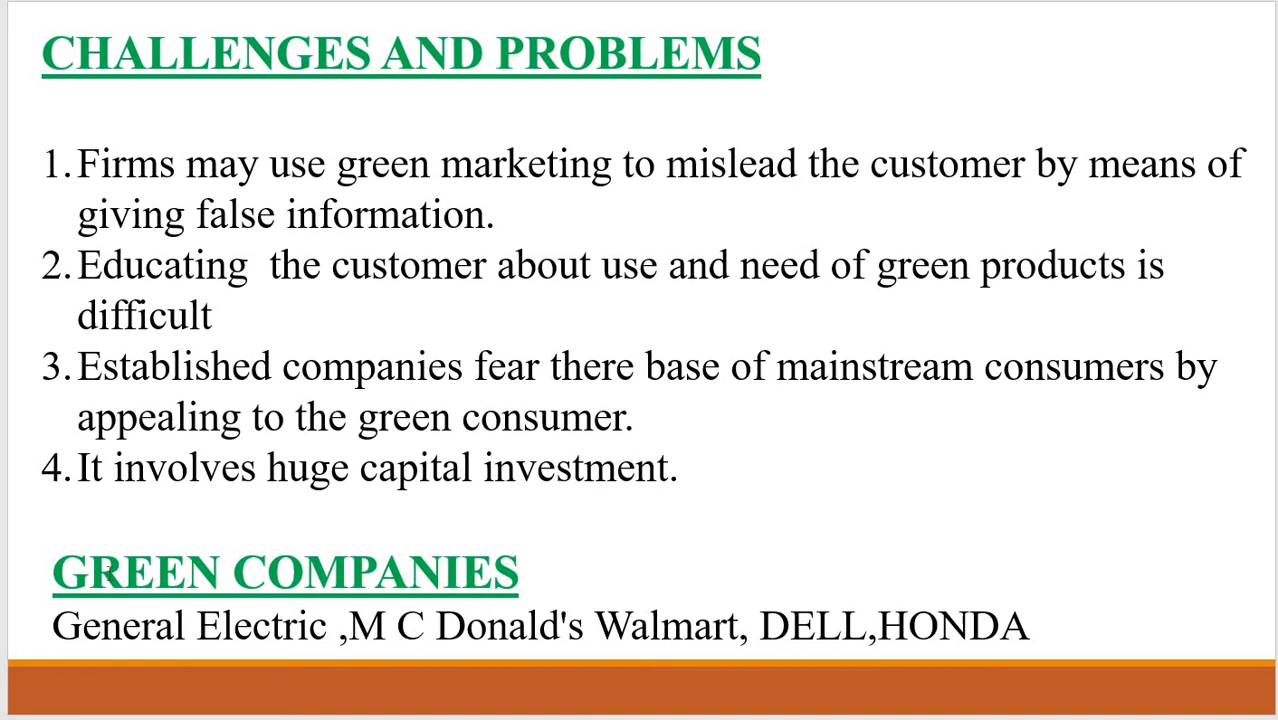 CHALLENGES AND PROBLEMS
1. Firms may use green marketing to mislead the customer by means of
giving false information.
2. Educating  the customer about use and need of green products is
difficult
3. Established companies fear there base of mainstream consumers by
appealing to the green consumer.
4. It involves huge capital investment.
GREEN COMPANIES
General Electric ,M C Donald's Walmart, DELL,HONDA